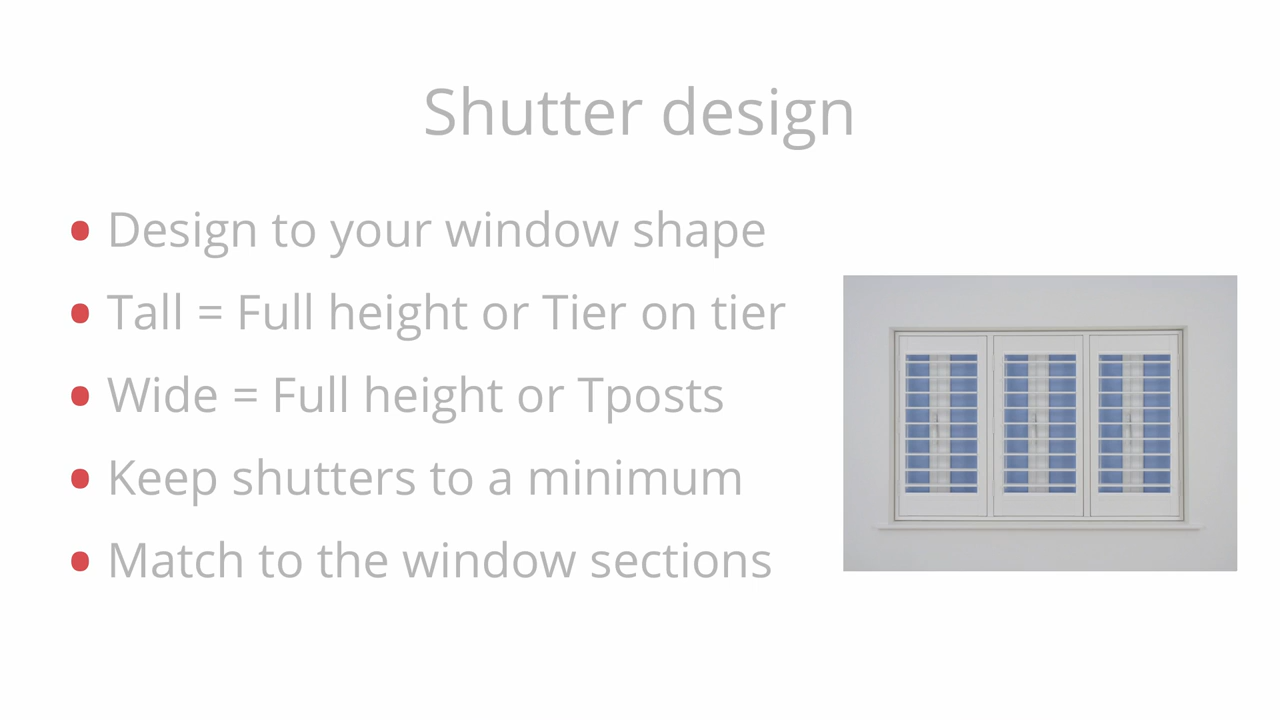 Shutter design
• Design to your window shape
• Tall = Full height or Tier on tier
• Wide = Full height or Tposts
• Keep shutters to a minimum
• Match to the window sections